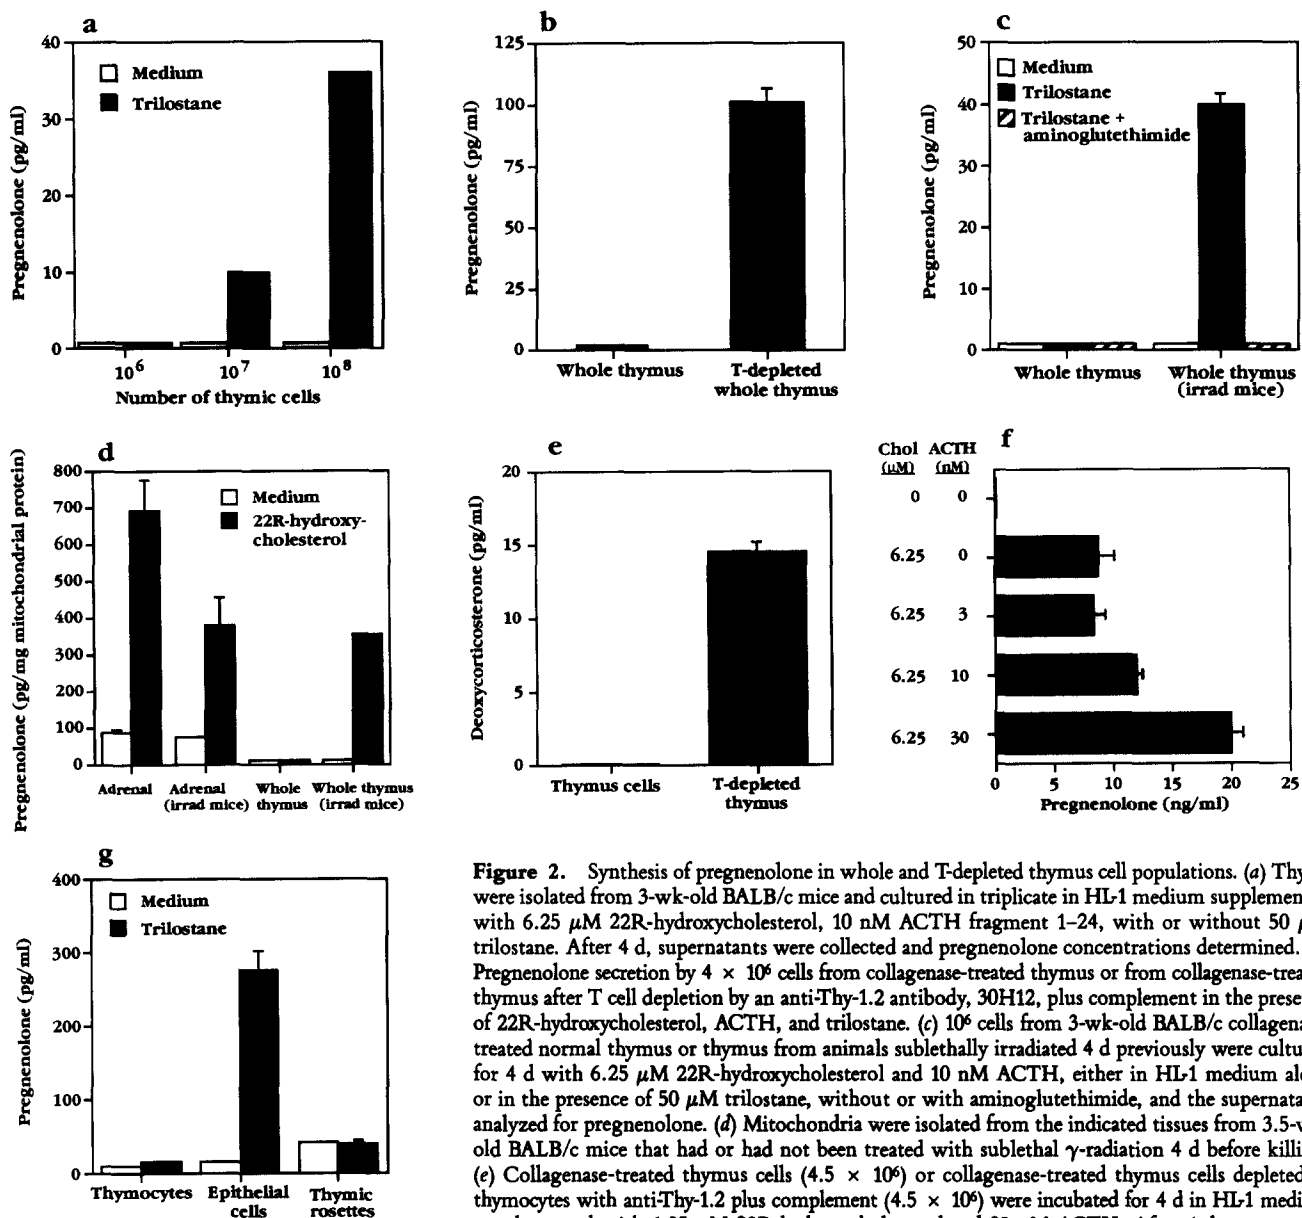 a
Pregnenolone (pg/ml)
40
30
20
10
0
Medium
Trilostane
10⁶ 10⁷ 10⁸
Number of thymic cells
b
Pregnenolone (pg/ml)
125
100
75
50
25
0
Whole thymus T-depleted
whole thymus
c
Pregnenolone (pg/ml)
50
40
30
20
10
0
Medium
Trilostane
Trilostane +
aminoglutethimide
Whole thymus Whole thymus
(irrad mice)
d
Pregnenolone (pg/mg mitochondrial protein)
800
700
600
500
400
300
200
100
0
Medium
22R-hydroxy-
cholesterol
Adrenal Adrenal Whole Whole thymus
(irrad mice) thymus (irrad mice)
e
Deoxycorticosterone (pg/ml)
20
15
10
5
0
Thymus cells T-depleted
thymus
f
Chol ACTH
(μM) (nM)
0 0
6.25 0
6.25 3
6.25 10
6.25 30
0 5 10 15 20 25
Pregnenolone (ng/ml)
g
Pregnenolone (pg/ml)
400
300
200
100
0
Medium
Trilostane
Thymocytes Epithelial Thymic
cells rosettes
Figure 2. Synthesis of pregnenolone in whole and T-depleted thymus cell populations. (a) Thy
were isolated from 3-wk-old BALB/c mice and cultured in triplicate in HL-1 medium supplemen
with 6.25 μM 22R-hydroxycholesterol, 10 nM ACTH fragment 1–24, with or without 50 μ
trilostane. After 4 d, supernatants were collected and pregnenolone concentrations determined.
Pregnenolone secretion by 4 × 10⁶ cells from collagenase-treated thymus or from collagenase-trea
thymus after T cell depletion by an anti-Thy-1.2 antibody, 30H12, plus complement in the presen
of 22R-hydroxycholesterol, ACTH, and trilostane. (c) 10⁶ cells from 3-wk-old BALB/c collagena
treated normal thymus or thymus from animals sublethally irradiated 4 d previously were cultur
for 4 d with 6.25 μM 22R-hydroxycholesterol and 10 nM ACTH, either in HL-1 medium alo
or in the presence of 50 μM trilostane, without or with aminoglutethimide, and the supernata
analyzed for pregnenolone. (d) Mitochondria were isolated from the indicated tissues from 3.5-w
old BALB/c mice that had or had not been treated with sublethal γ-radiation 4 d before killi
(e) Collagenase-treated thymus cells (4.5 × 10⁶) or collagenase-treated thymus cells depleted
thymocytes with anti-Thy-1.2 plus complement (4.5 × 10⁶) were incubated for 4 d in HL-1 medi